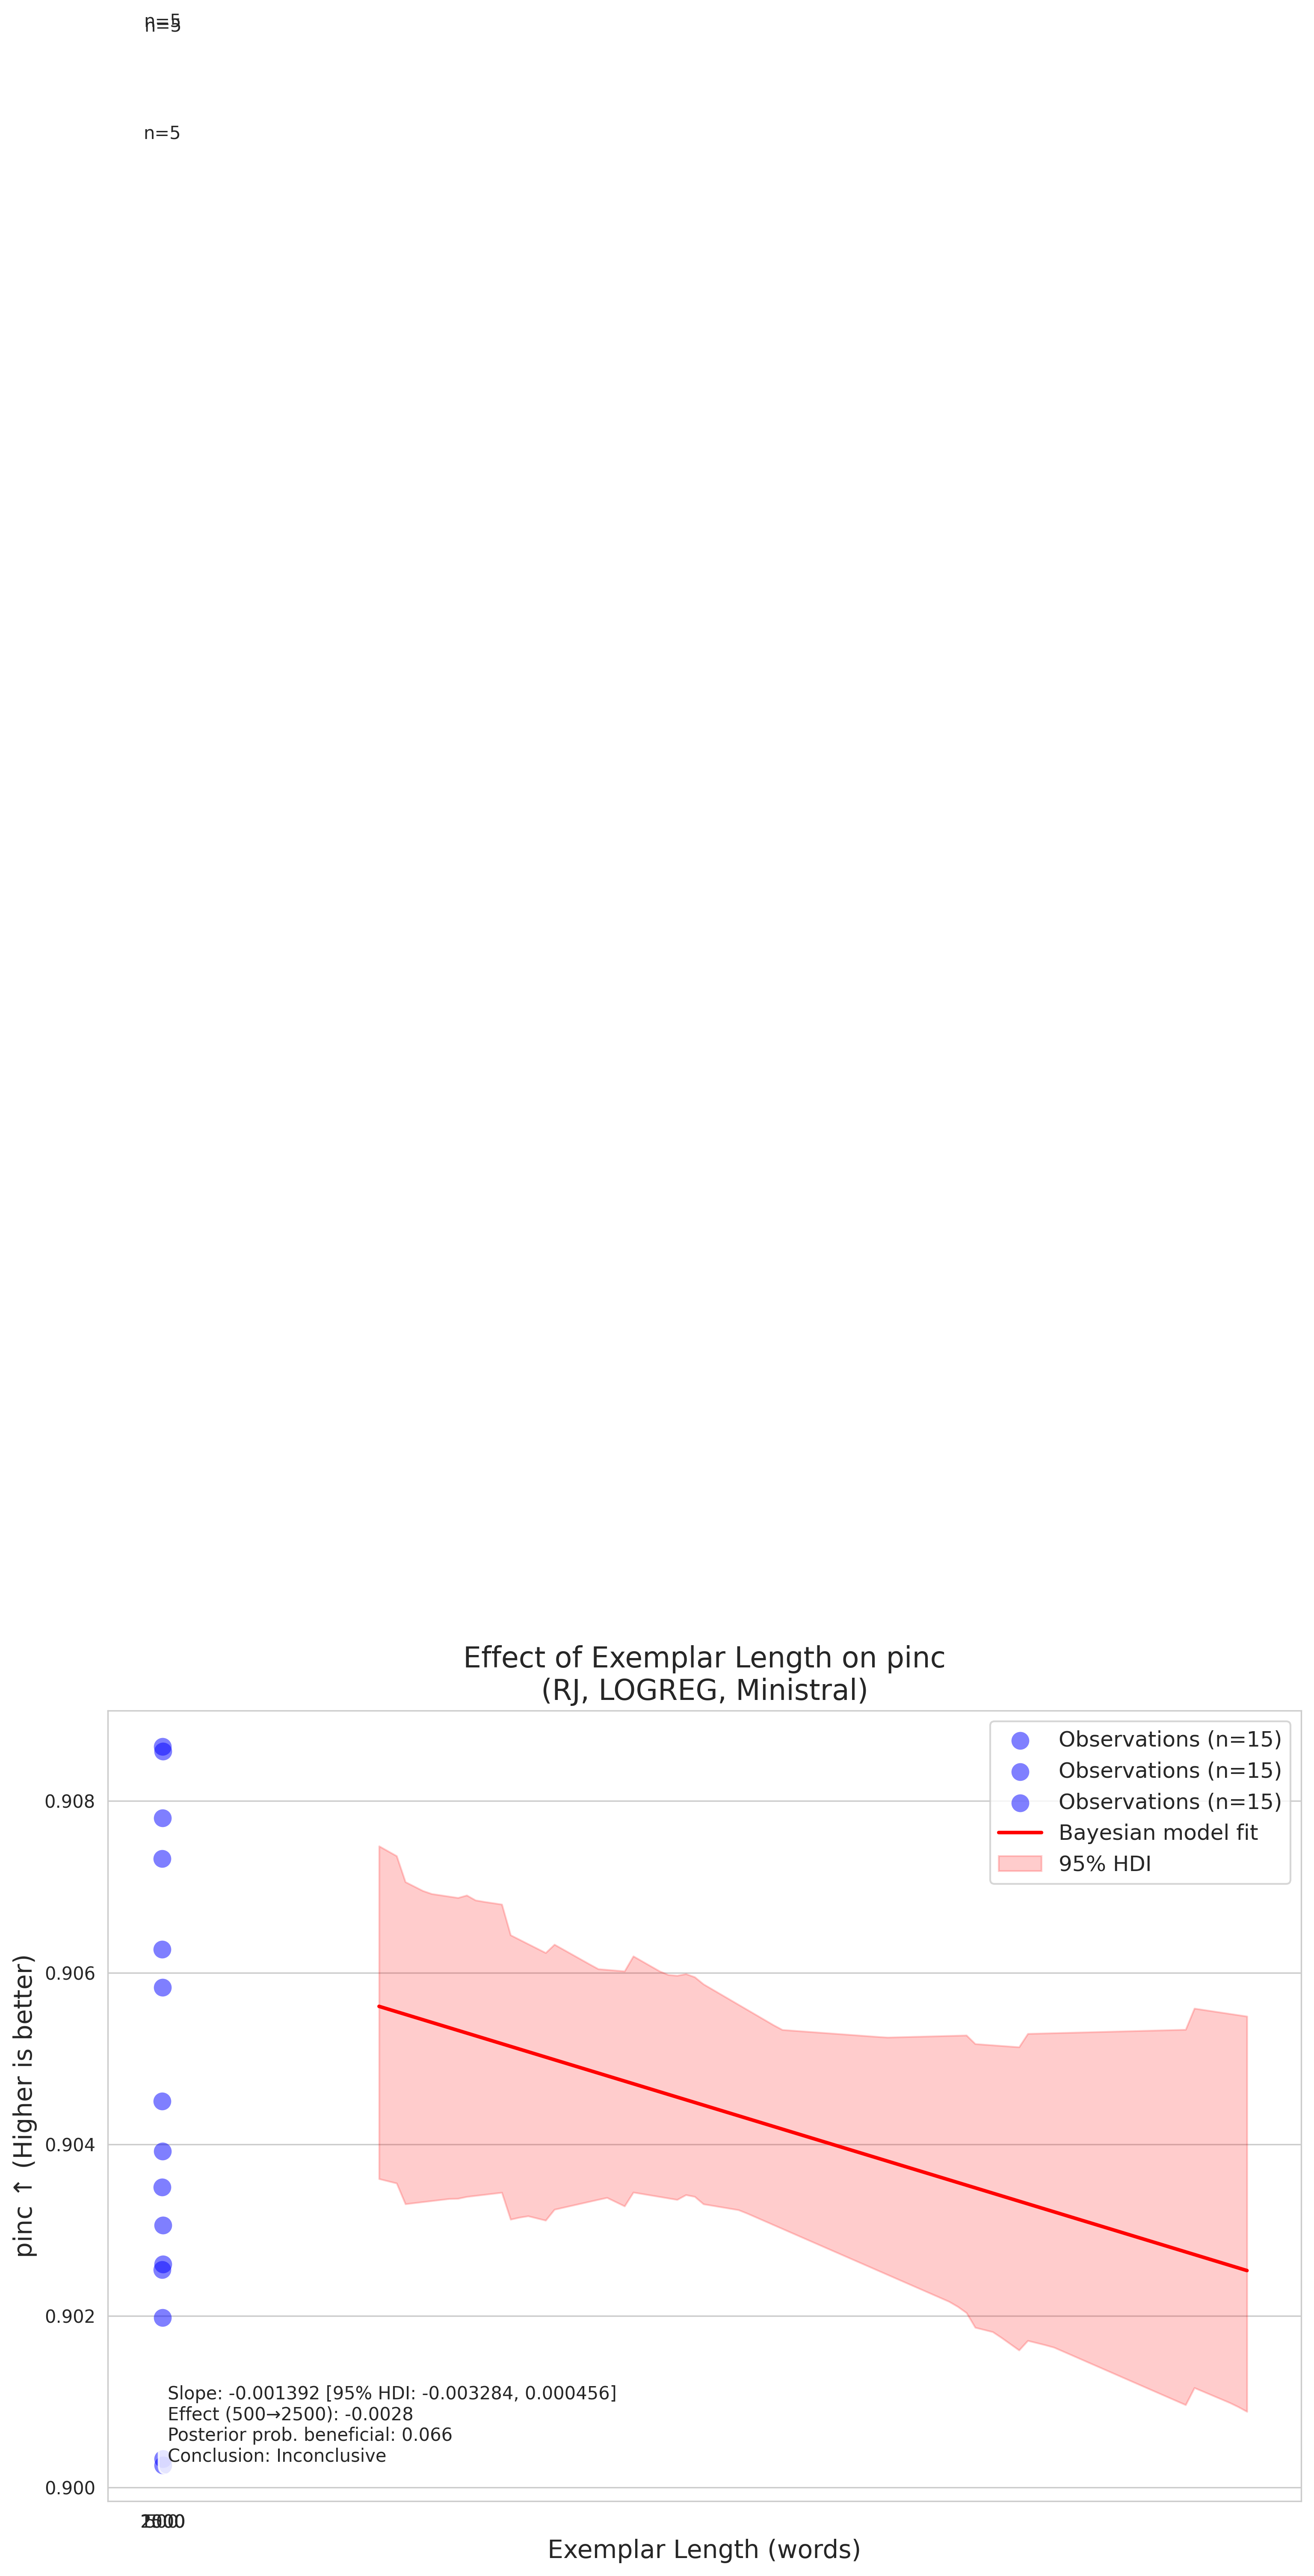 n=5
n=5
n=5
Effect of Exemplar Length on pinc
(RJ, LOGREG, Ministral)
Observations (n=15)
Observations (n=15)
Observations (n=15)
Bayesian model fit
95% HDI
pinc ↑ (Higher is better)
0.908
0.906
0.904
0.902
0.900
Slope: -0.001392 [95% HDI: -0.003284, 0.000456]
Effect (500→2500): -0.0028
Posterior prob. beneficial: 0.066
Conclusion: Inconclusive
Exemplar Length (words)